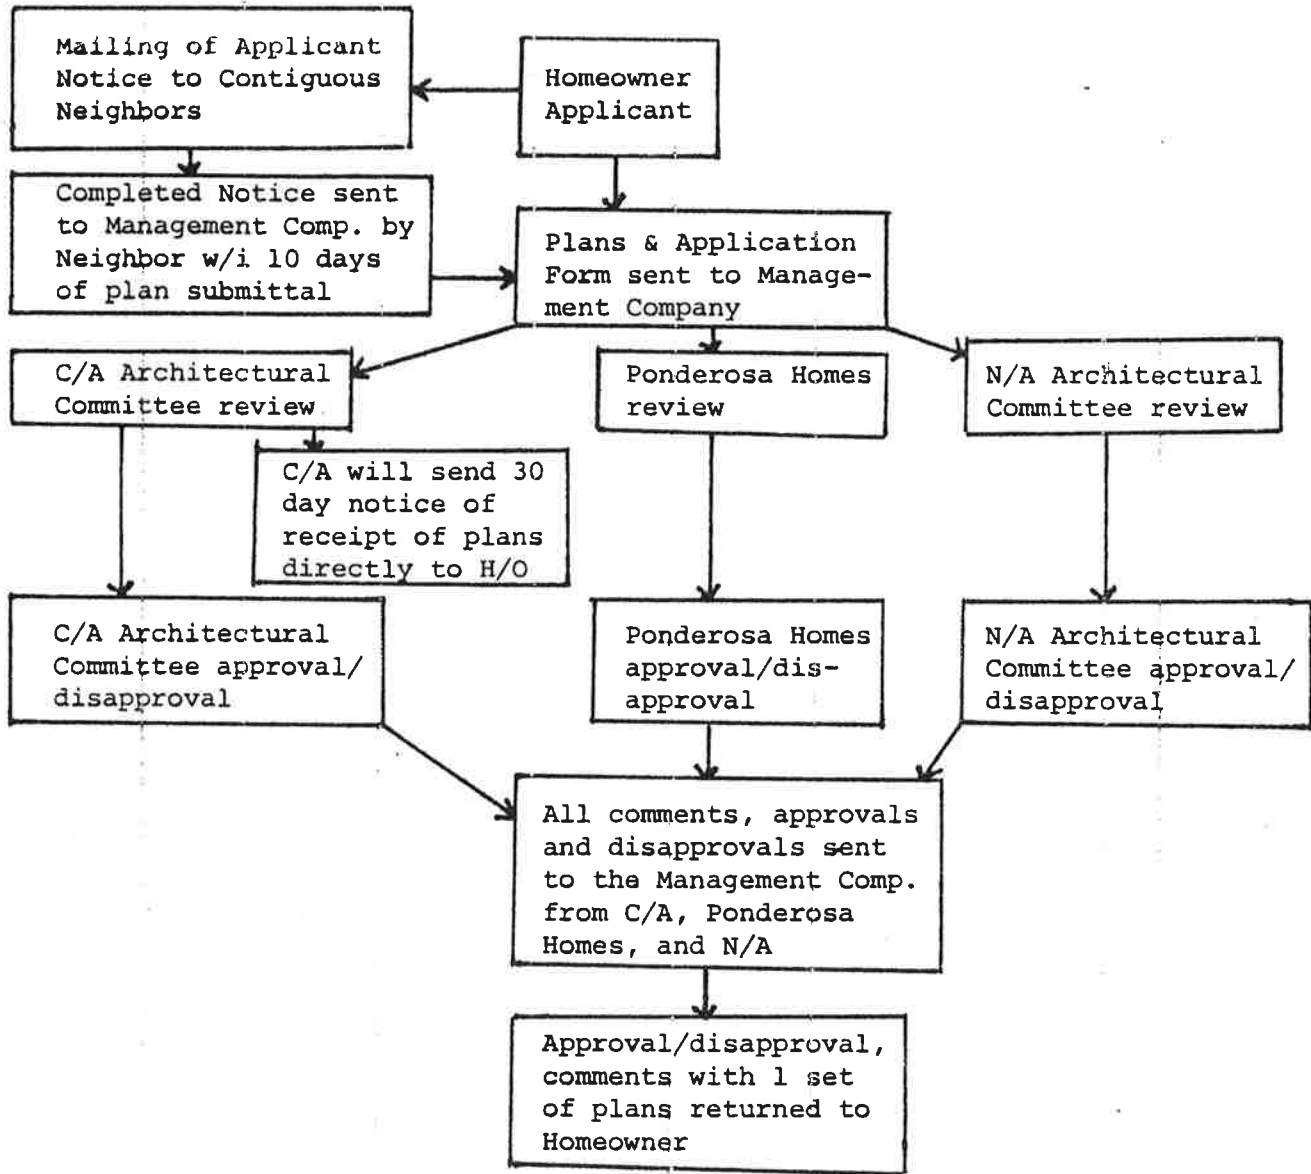 Mailing of Applicant
Notice to Contiguous
Neighbors
Homeowner
Applicant
Completed Notice sent
to Management Comp. by
Neighbor w/i 10 days
of plan submittal
Plans & Application
Form sent to Manage-
ment Company
C/A Architectural
Committee review
Ponderosa Homes
review
N/A Architectural
Committee review
C/A will send 30
day notice of
receipt of plans
directly to H/O
C/A Architectural
Committee approval/
disapproval
Ponderosa Homes
approval/dis-
approval
N/A Architectural
Committee approval/
disapproval
All comments, approvals
and disapprovals sent
to the Management Comp.
from C/A, Ponderosa
Homes, and N/A
Approval/disapproval,
comments with 1 set
of plans returned to
Homeowner